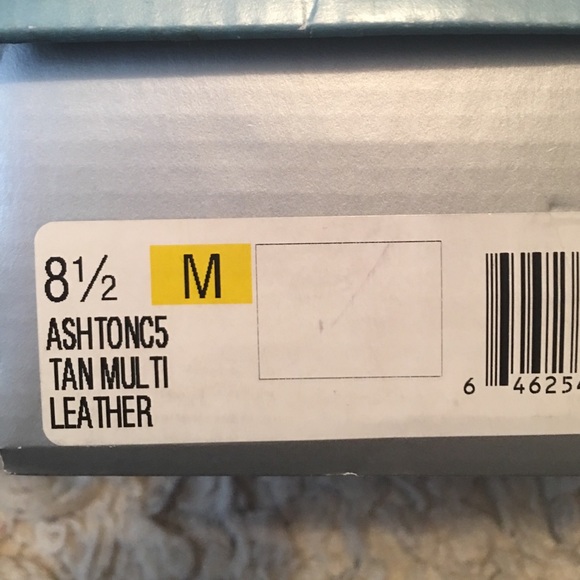 8½ M
ASHTONC5
TAN MULTI
LEATHER
6 46254